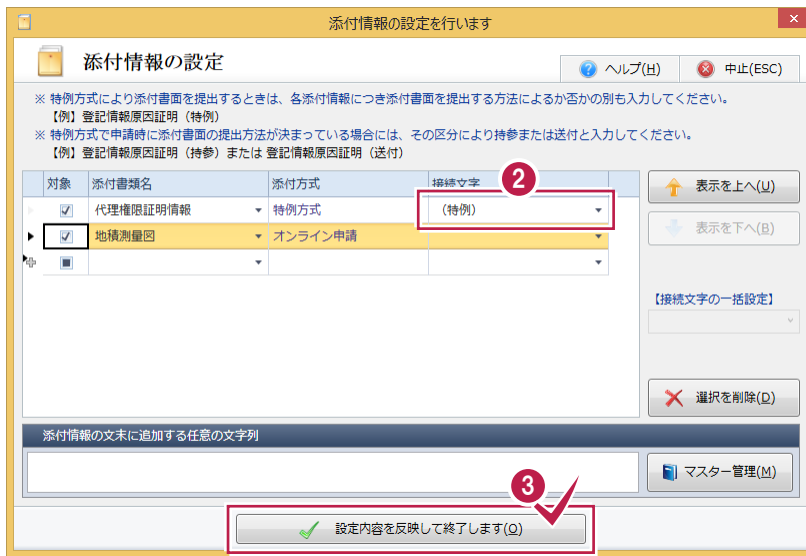 添付情報の設定を行います
×
添付情報の設定
ヘルプ(H)
中止(ESC)
※ 特例方式により添付書面を提出するときは、各添付情報につき添付書面を提出する方法によるか否かの別も入力してください。
【例】登記情報原因証明（特例）
※ 特例方式で申請時に添付書面の提出方法が決まっている場合には、その区分により持参または送付と入力してください。
【例】登記情報原因証明（持参）または 登記情報原因証明（送付）
対象 添付書類名 添付方式 接続文字
2
代理権限証明情報 特例方式 （特例）
地積測量図 オンライン申請
表示を上へ(U)
表示を下へ(B)
【接続文字の一括設定】
選択を削除(D)
添付情報の文末に追加する任意の文字列
マスター管理(M)
3
設定内容を反映して終了します(O)